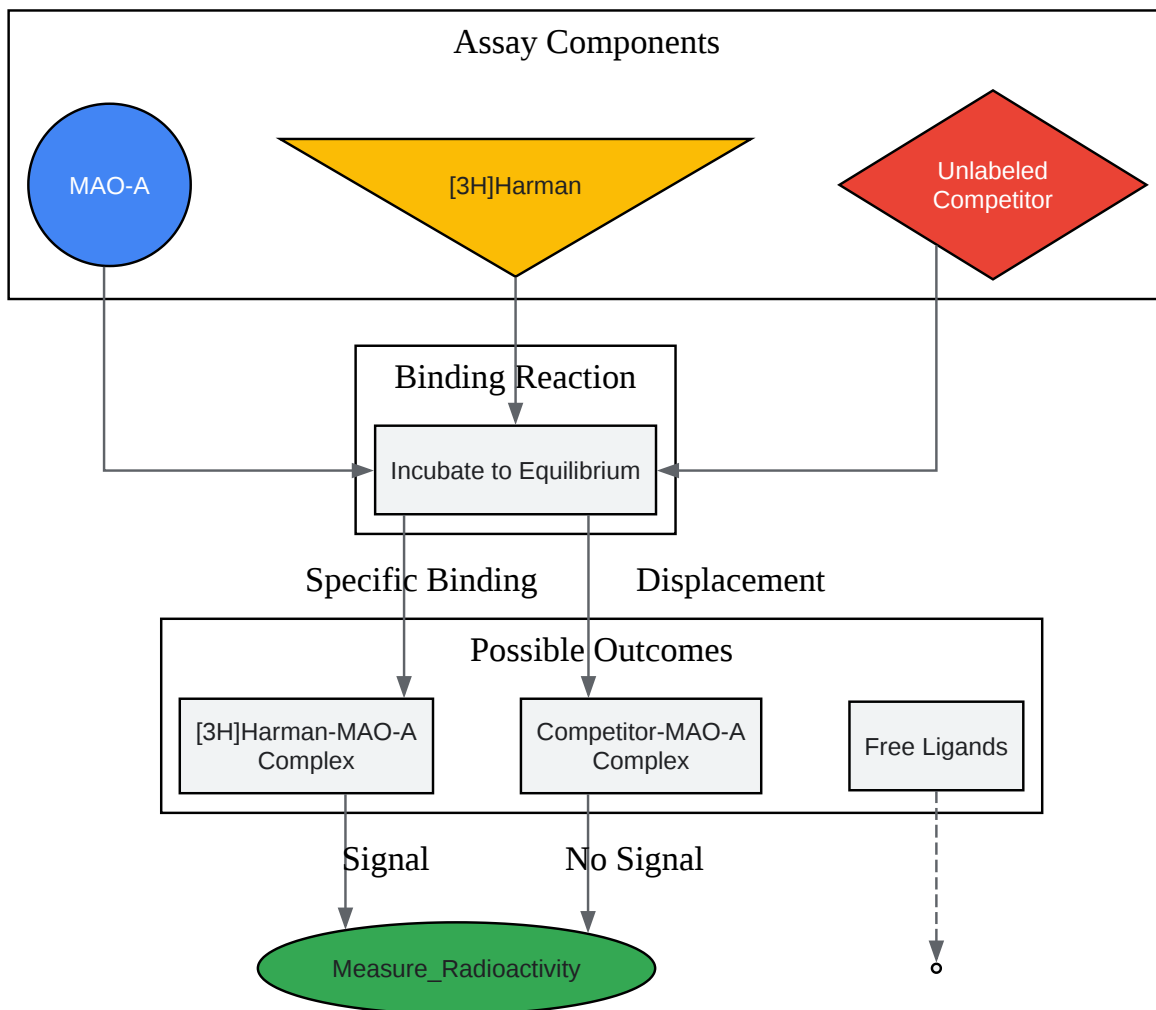 Assay Components
MAO-A
[3H]Harman
Unlabeled
Competitor
Binding Reaction
Incubate to Equilibrium
Specific Binding
Displacement
Possible Outcomes
[3H]Harman-MAO-A
Complex
Competitor-MAO-A
Complex
Free Ligands
Signal
No Signal
Measure_Radioactivity